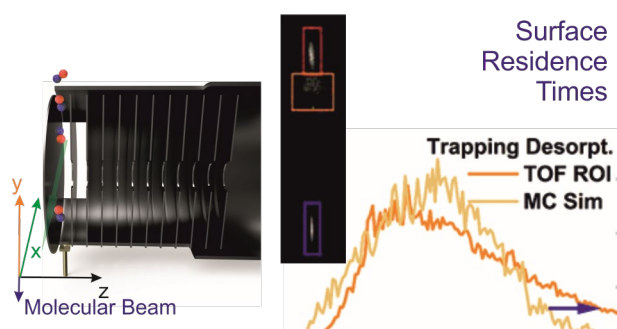 Surface
Residence
Times
Trapping Desorpt.
TOF ROI
MC Sim
y
x
z
Molecular Beam